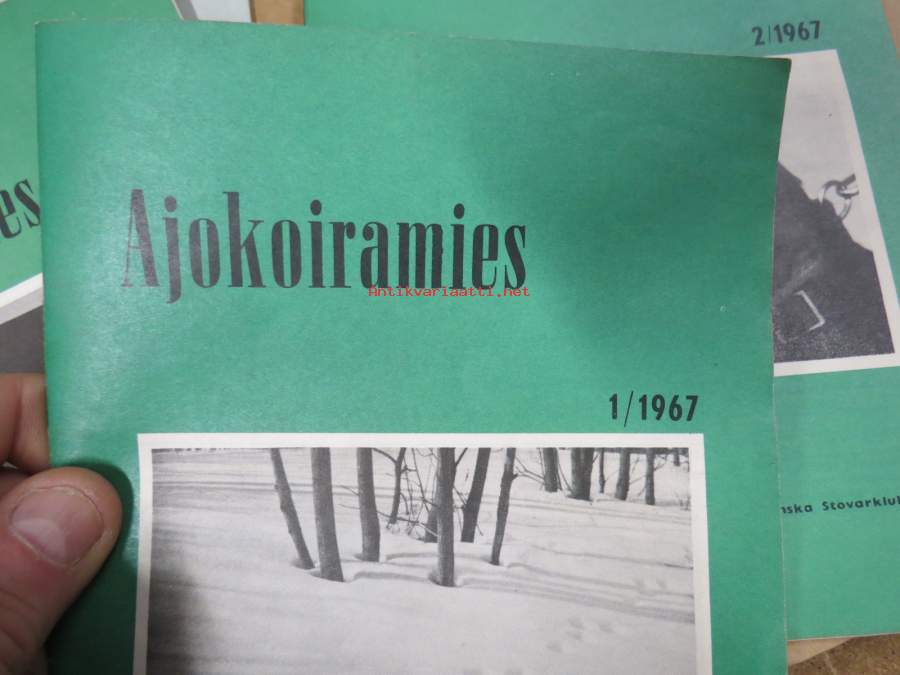 Ajokoiramies
Antikvariaatti.net
1/1967
2/1967
es
nska Stovarklub